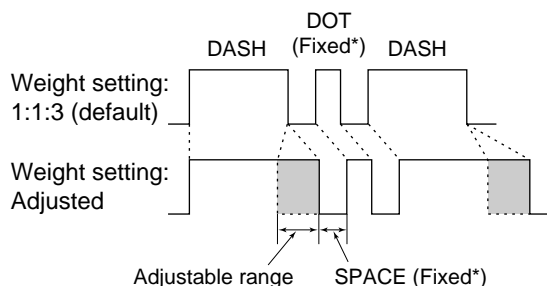 DOT
(Fixed*)
DASH
DASH
Weight setting:
1:1:3 (default)
Weight setting:
Adjusted
Adjustable range
SPACE (Fixed*)